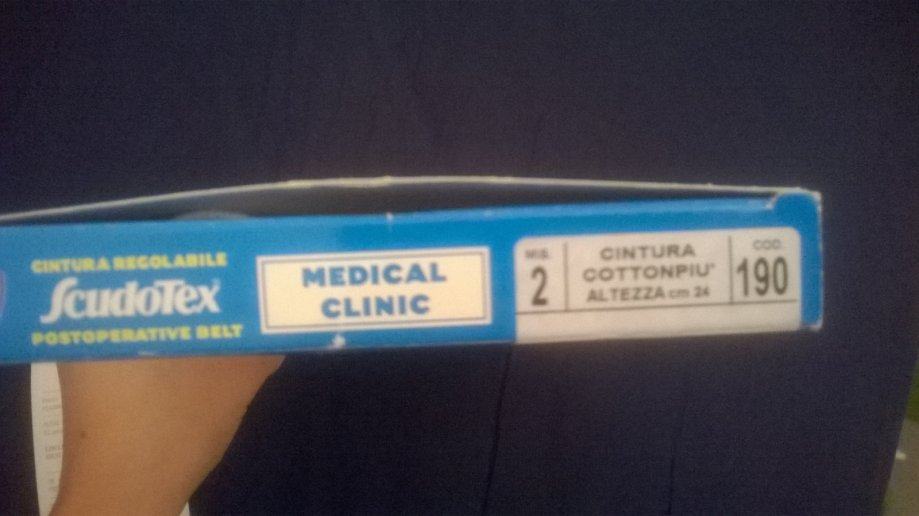 CINTURA REGOLABILE
ScudoTex
POSTOPERATIVE BELT
MEDICAL
CLINIC
MIS.
2
CINTURA
COTTONPIU'
ALTEZZA cm 24
COD.
190